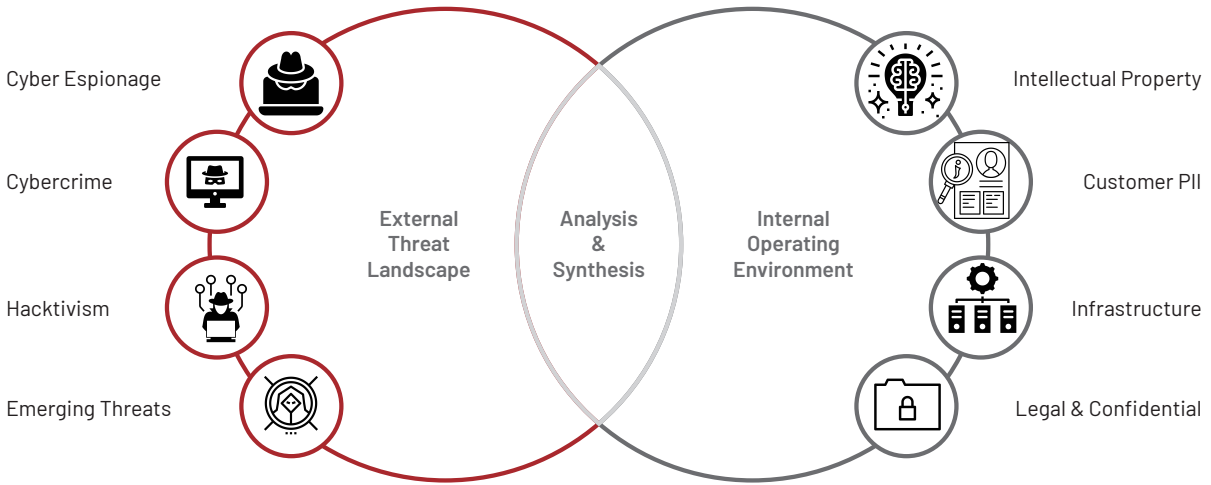 Cyber Espionage
Cybercrime
Hacktivism
Emerging Threats
External
Threat
Landscape
Analysis
&
Synthesis
Internal
Operating
Environment
Intellectual Property
Customer PII
Infrastructure
Legal & Confidential